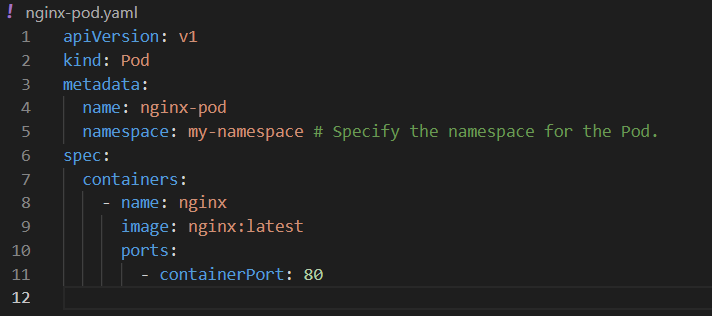 ! nginx-pod.yaml
1 apiVersion: v1
2 kind: Pod
3 metadata:
4   name: nginx-pod
5   namespace: my-namespace # Specify the namespace for the Pod.
6 spec:
7   containers:
8     - name: nginx
9       image: nginx:latest
10       ports:
11         - containerPort: 80
12